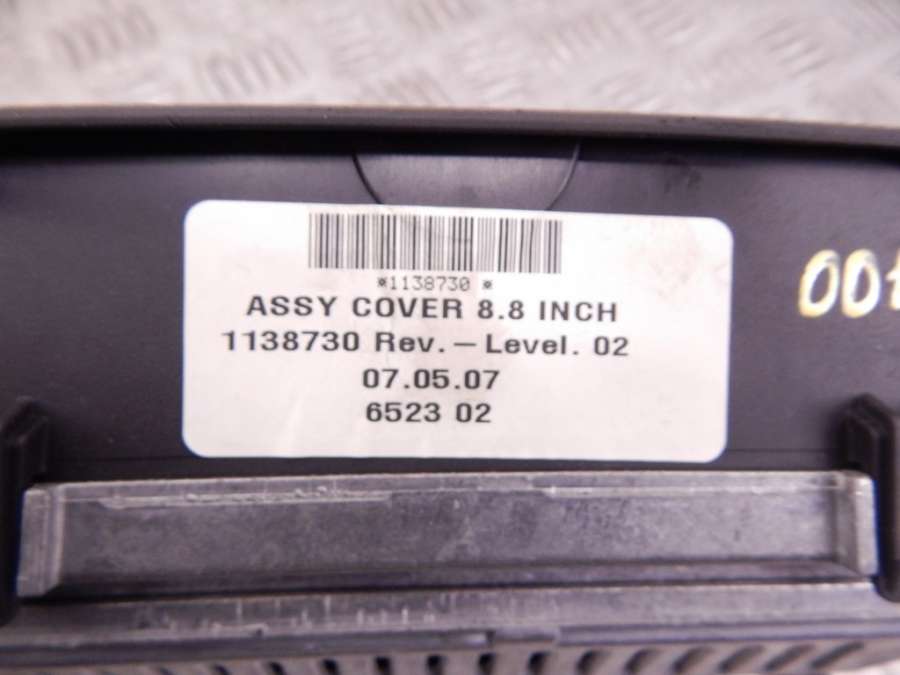 *1138730 *
ASSY COVER 8.8 INCH
1138730 Rev. – Level. 02
07.05.07
6523 02